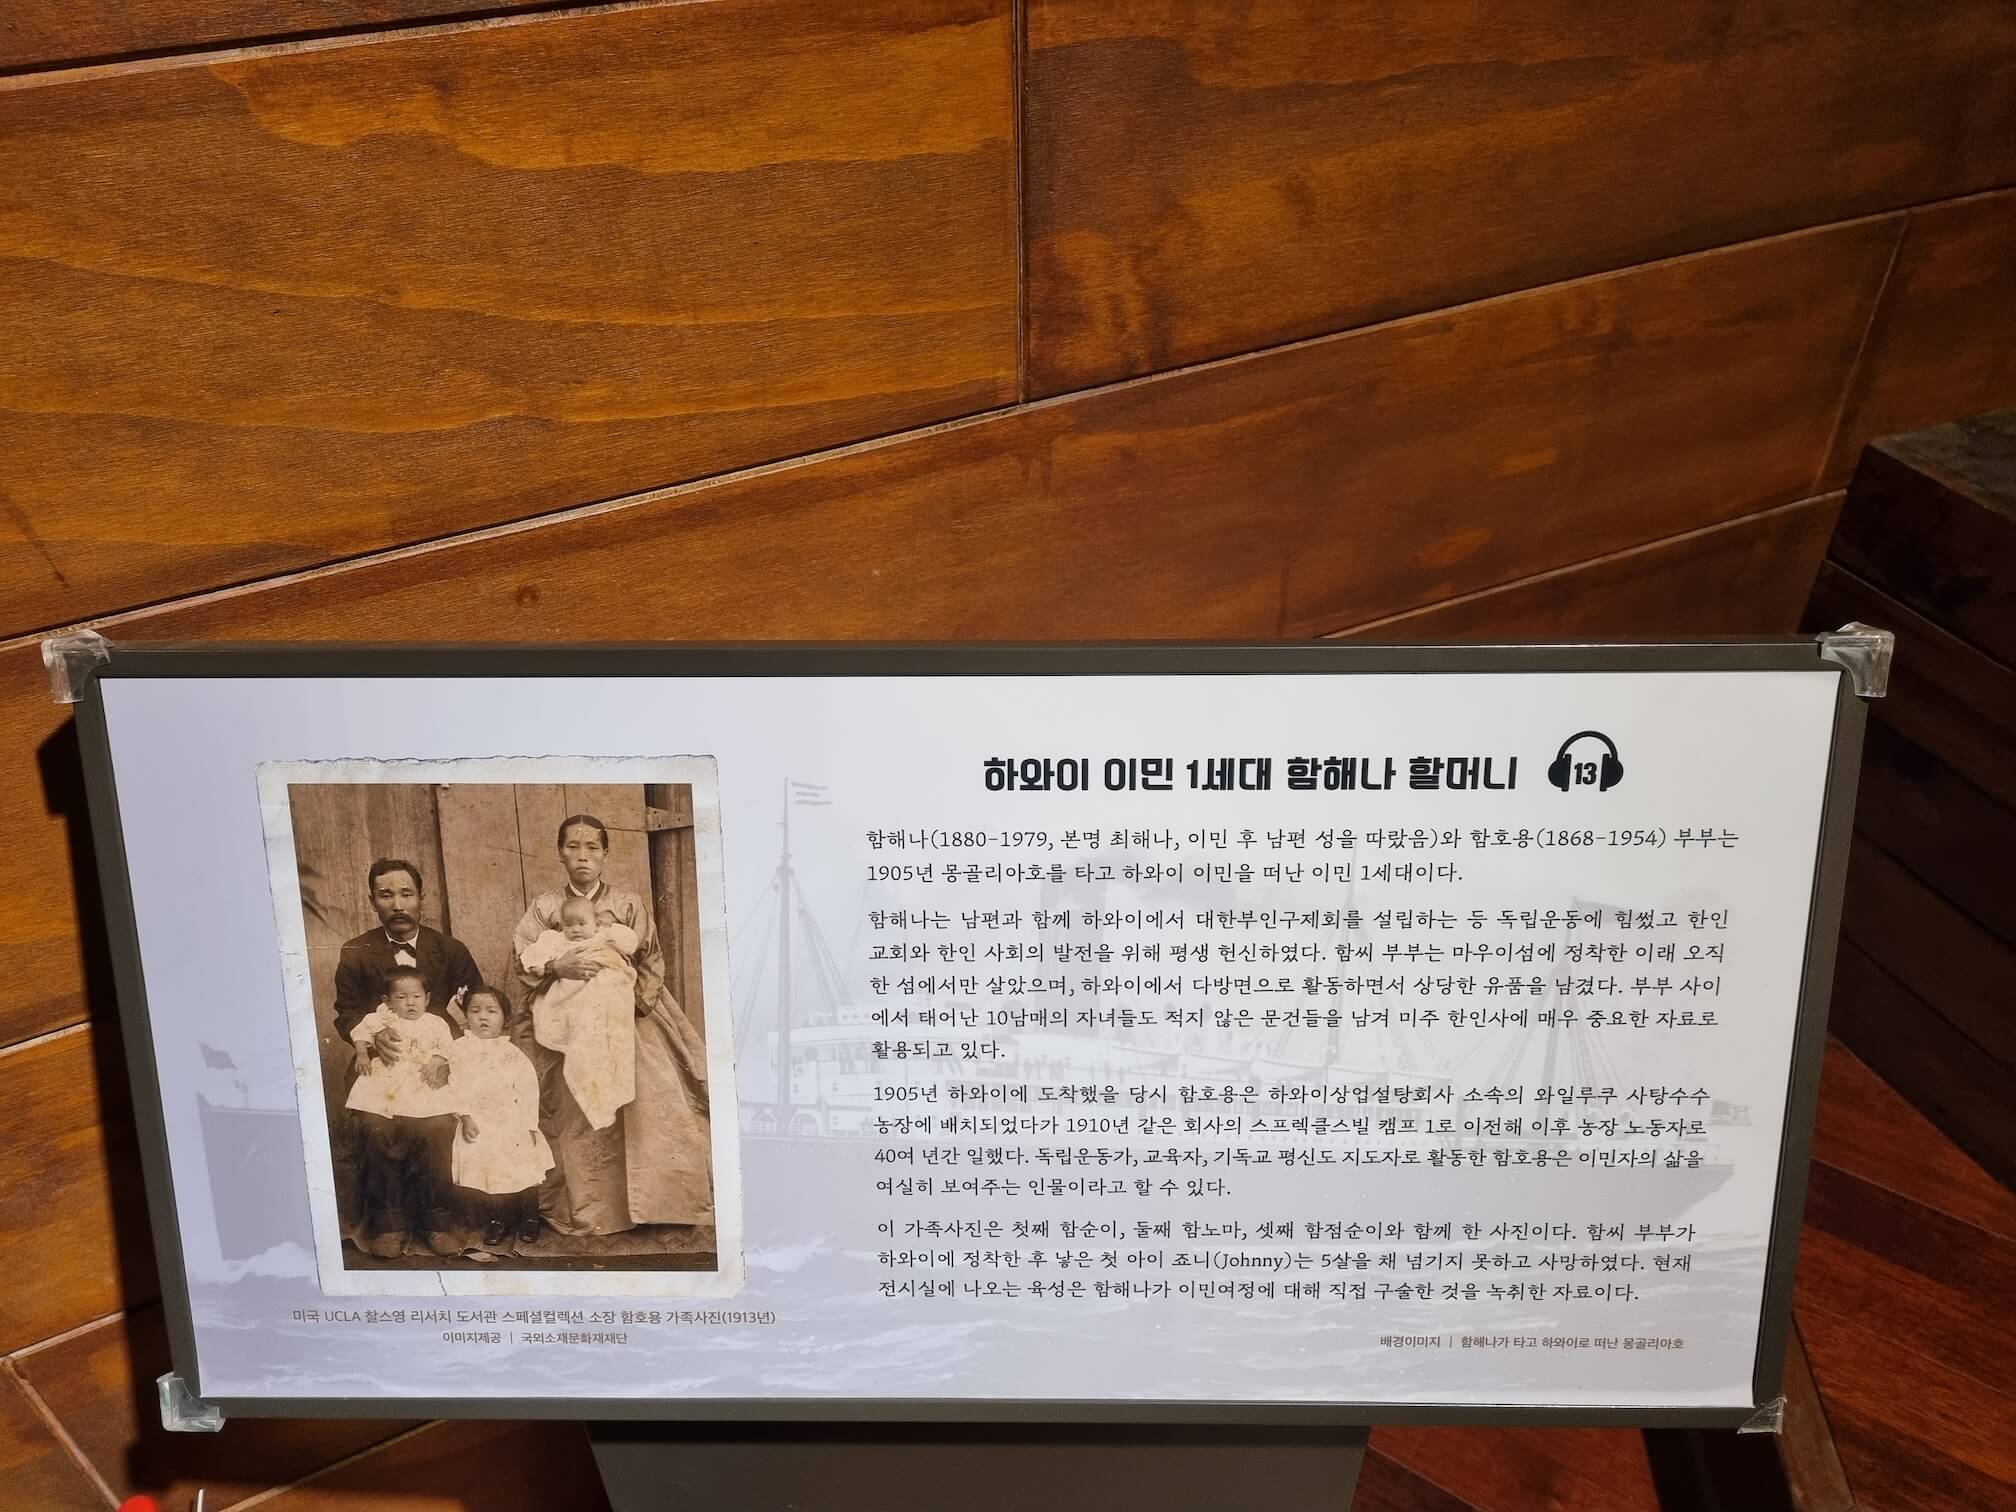 하와이 이민 1세대 함해나 할머니
13
함해나(1880-1979, 본명 최해나, 이민 후 남편 성을 따랐음)와 함호용(1868-1954) 부부는
1905년 몽골리아호를 타고 하와이 이민을 떠난 이민 1세대이다.
함해나는 남편과 함께 하와이에서 대한부인구제회를 설립하는 등 독립운동에 힘썼고 한인
교회와 한인 사회의 발전을 위해 평생 헌신하였다. 함씨 부부는 마우이섬에 정착한 이래 오직
한 섬에서만 살았으며, 하와이에서 다방면으로 활동하면서 상당한 유품을 남겼다. 부부 사이
에서 태어난 10남매의 자녀들도 적지 않은 문건들을 남겨 미주 한인사에 매우 중요한 자료로
활용되고 있다.
1905년 하와이에 도착했을 당시 함호용은 하와이상업설탕회사 소속의 와일루쿠 사탕수수
농장에 배치되었다가 1910년 같은 회사의 스프렉클스빌 캠프 1로 이전해 이후 농장 노동자로
40여 년간 일했다. 독립운동가, 교육자, 기독교 평신도 지도자로 활동한 함호용은 이민자의 삶을
여실히 보여주는 인물이라고 할 수 있다.
이 가족사진은 첫째 함순이, 둘째 함노마, 셋째 함점순이와 함께 한 사진이다. 함씨 부부가
하와이에 정착한 후 낳은 첫 아이 죠니(Johnny)는 5살을 채 넘기지 못하고 사망하였다. 현재
전시실에 나오는 육성은 함해나가 이민여정에 대해 직접 구술한 것을 녹취한 자료이다.
미국 UCLA 찰스영 리서치 도서관 스페셜컬렉션 소장 함호용 가족사진(1913년)
이미지제공 | 국외소재문화재재단
배경이미지 | 함해나가 타고 하와이로 떠난 몽골리아호